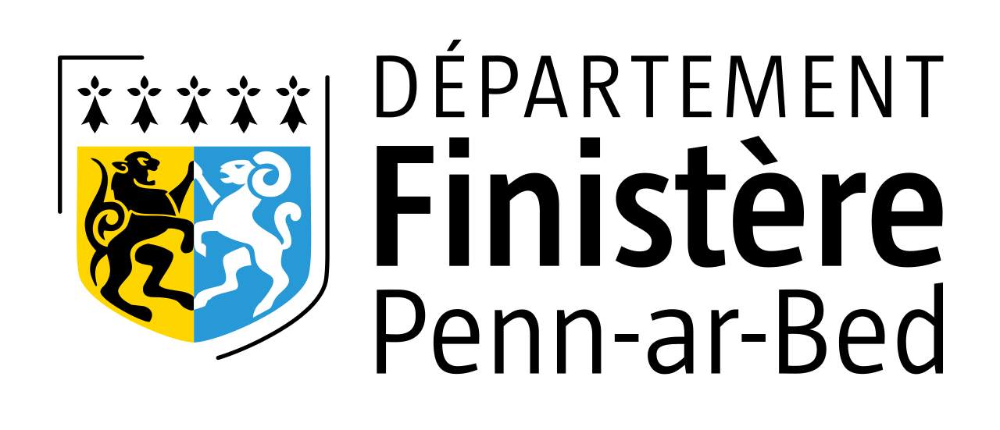 DÉPARTEMENT
Finistère
Penn-ar-Bed